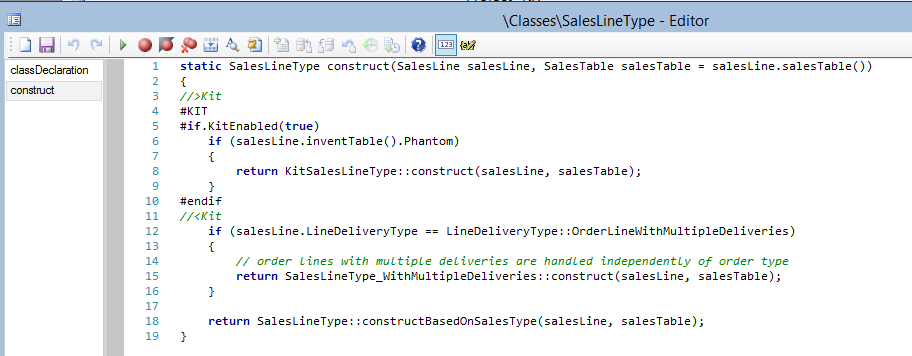 \Classes\SalesLineType - Editor
123
classDeclaration
construct
1 static SalesLineType construct(SalesLine salesLine, SalesTable salesTable = salesLine.salesTable())
2 {
3 //>Kit
4 #KIT
5 #if.KitEnabled(true)
6 if (salesLine.inventTable().Phantom)
7 {
8 return KitSalesLineType::construct(salesLine, salesTable);
9 }
10 #endif
11 //<Kit
12 if (salesLine.LineDeliveryType == LineDeliveryType::OrderLineWithMultipleDeliveries)
13 {
14 // order lines with multiple deliveries are handled independently of order type
15 return SalesLineType_WithMultipleDeliveries::construct(salesLine, salesTable);
16 }
17
18 return SalesLineType::constructBasedOnSalesType(salesLine, salesTable);
19 }